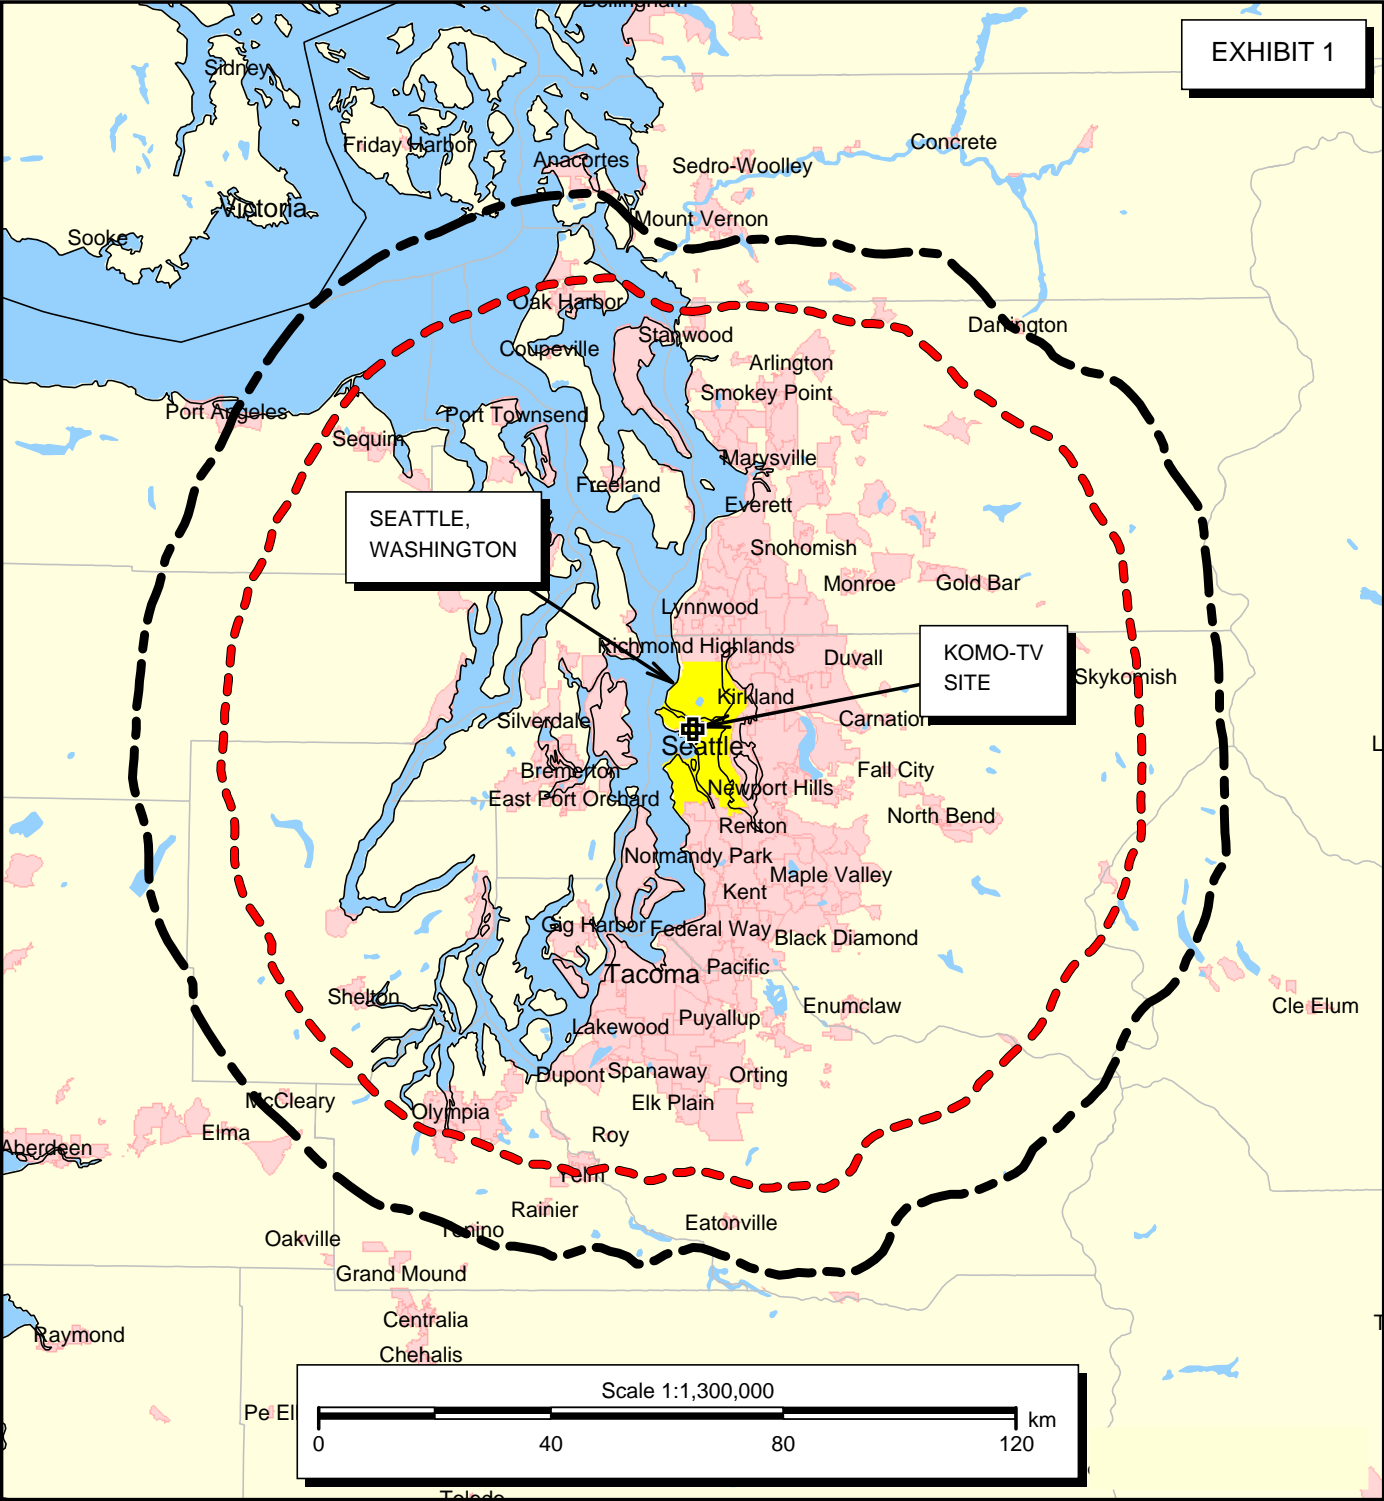 EXHIBIT 1
Sidney
Concrete
Friday Harbor
Anacortes
Sedro-Woolley
Victoria
Mount Vernon
Sooke
Oak Harbor
Darrington
Stanwood
Coupeville
Arlington
Smokey Point
Port Angeles
Port Townsend
Sequim
Marysville
Freeland
Everett
SEATTLE,
WASHINGTON
Snohomish
Monroe
Gold Bar
Lynnwood
Richmond Highlands
Duvall
KOMO-TV
SITE
Skykomish
Kirkland
Silverdale
Carnation
Seattle
Bremerton
Fall City
East Port Orchard
Newport Hills
North Bend
Renton
Normandy Park
Maple Valley
Kent
Gig Harbor
Federal Way
Black Diamond
Tacoma
Pacific
Shelton
Enumclaw
Cle Elum
Lakewood
Puyallup
Dupont
Spanaway
Orting
McCleary
Elk Plain
Olympia
Elma
Roy
Aberdeen
Yelm
Rainier
Eatonville
Tenino
Oakville
Grand Mound
Centralia
Raymond
Chehalis
Scale 1:1,300,000
Pe Ell
km
0 40 80 120